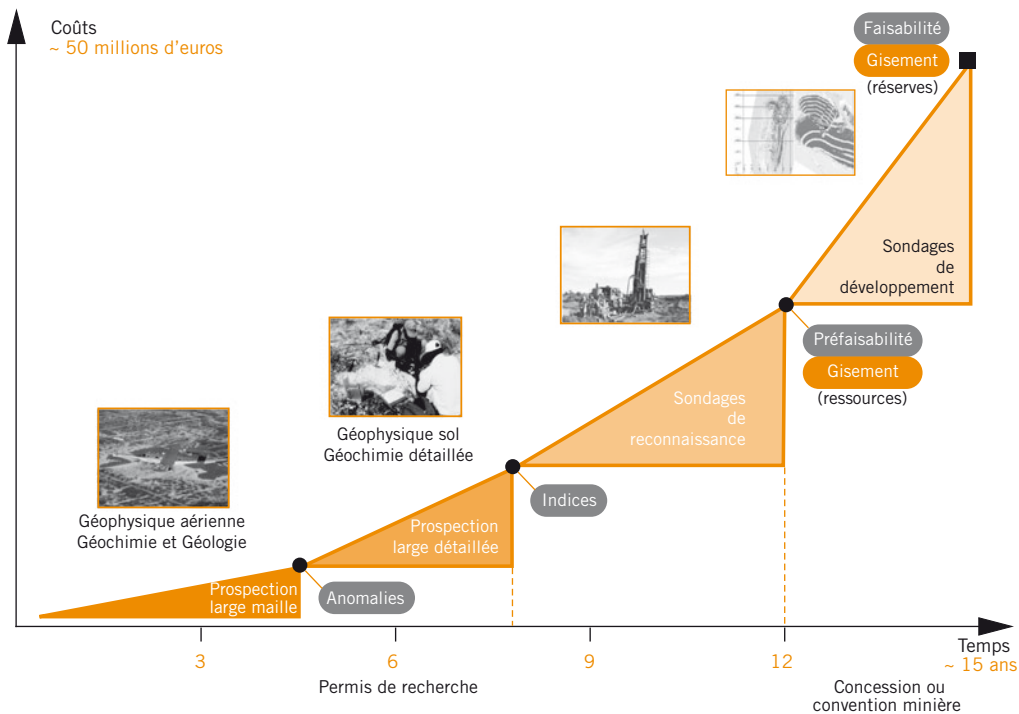 Coûts
~ 50 millions d’euros
Faisabilité
Gisement
(réserves)
Sondages
de
développement
Préfaisabilité
Gisement
(ressources)
Sondages
de
reconnaissance
Géophysique sol
Géochimie détaillée
Indices
Géophysique aérienne
Géochimie et Géologie
Prospection
large détaillée
Prospection
large maille
Anomalies
3
6
9
12
Temps
~ 15 ans
Permis de recherche
Concession ou
convention minière